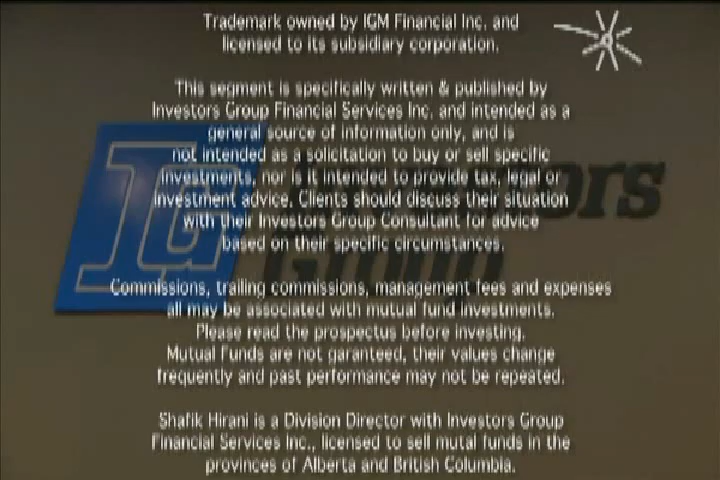 Trademark owned by IGM Financial Inc. and
licensed to its subsidiary corporation.
This segment is specifically written & published by
Investors Group Financial Services Inc. and intended as a
general source of information only, and is
not intended as a solicitation to buy or sell specific
investments, nor is it intended to provide tax, legal or
investment advice. Clients should discuss their situation
with their Investors Group Consultant for advice
based on their specific circumstances.
Commissions, trailing commissions, management fees and expenses
all may be associated with mutual fund investments.
Please read the prospectus before investing.
Mutual Funds are not garanteed, their values change
frequently and past performance may not be repeated.
Shafik Hirani is a Division Director with Investors Group
Financial Services Inc., licensed to sell mutal funds in the
provinces of Alberta and British Columbia.
IG
Investors
Group